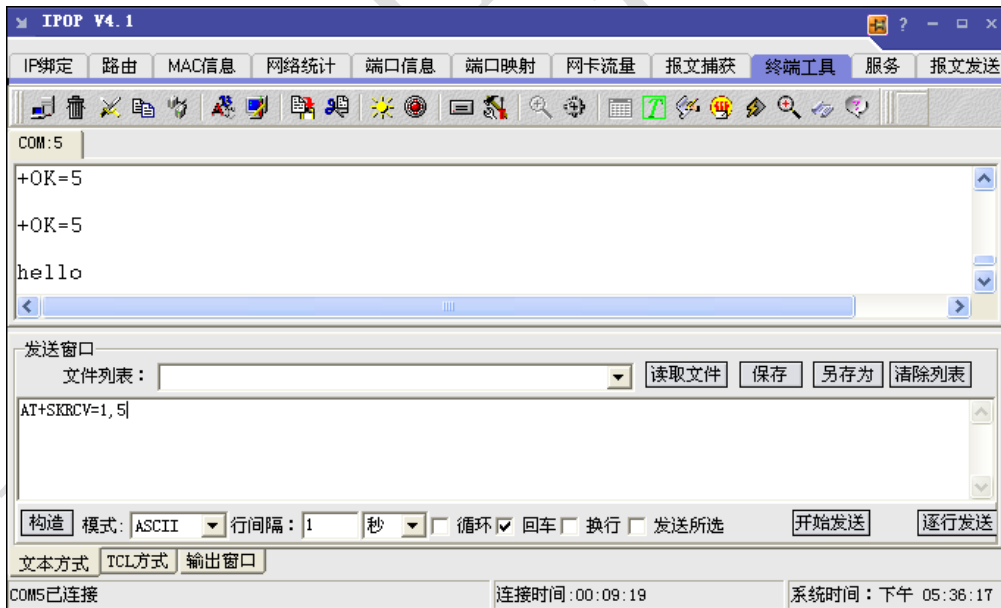 IPOP V4.1
IP绑定 路由 MAC信息 网络统计 端口信息 端口映射 网卡流量 报文捕获 终端工具 服务 报文发送
COM:5
+OK=5
+OK=5
hello
发送窗口
文件列表： 读取文件 保存 另存为 清除列表
AT+SKRCV=1,5
构造 模式: ASCII 行间隔：1 秒 循环 回车 换行 发送所选 开始发送 逐行发送
文本方式 TCL方式 输出窗口
COM5已连接 连接时间:00:09:19 系统时间：下午 05:36:17